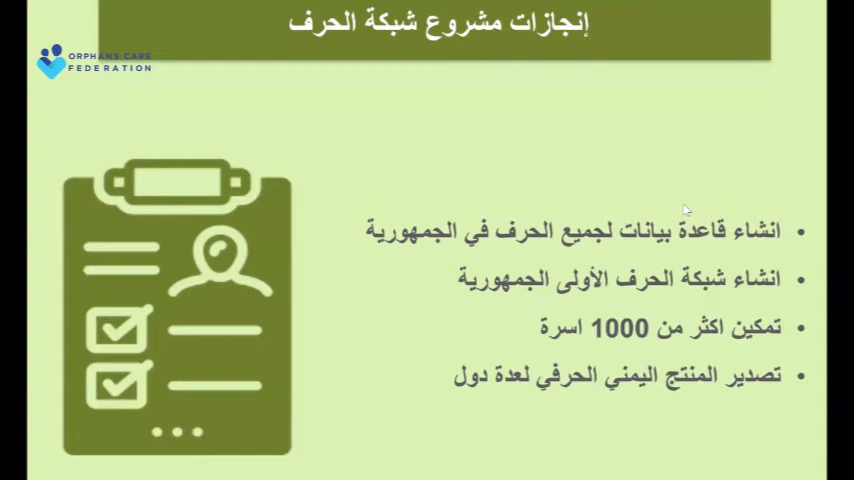 إنجازات مشروع شبكة الحرف
ORPHANS CARE
FEDERATION
• انشاء قاعدة بيانات لجميع الحرف في الجمهورية
• انشاء شبكة الحرف الأولى الجمهورية
• تمكين اكثر من 1000 اسرة
• تصدير المنتج اليمني الحرفي لعدة دول